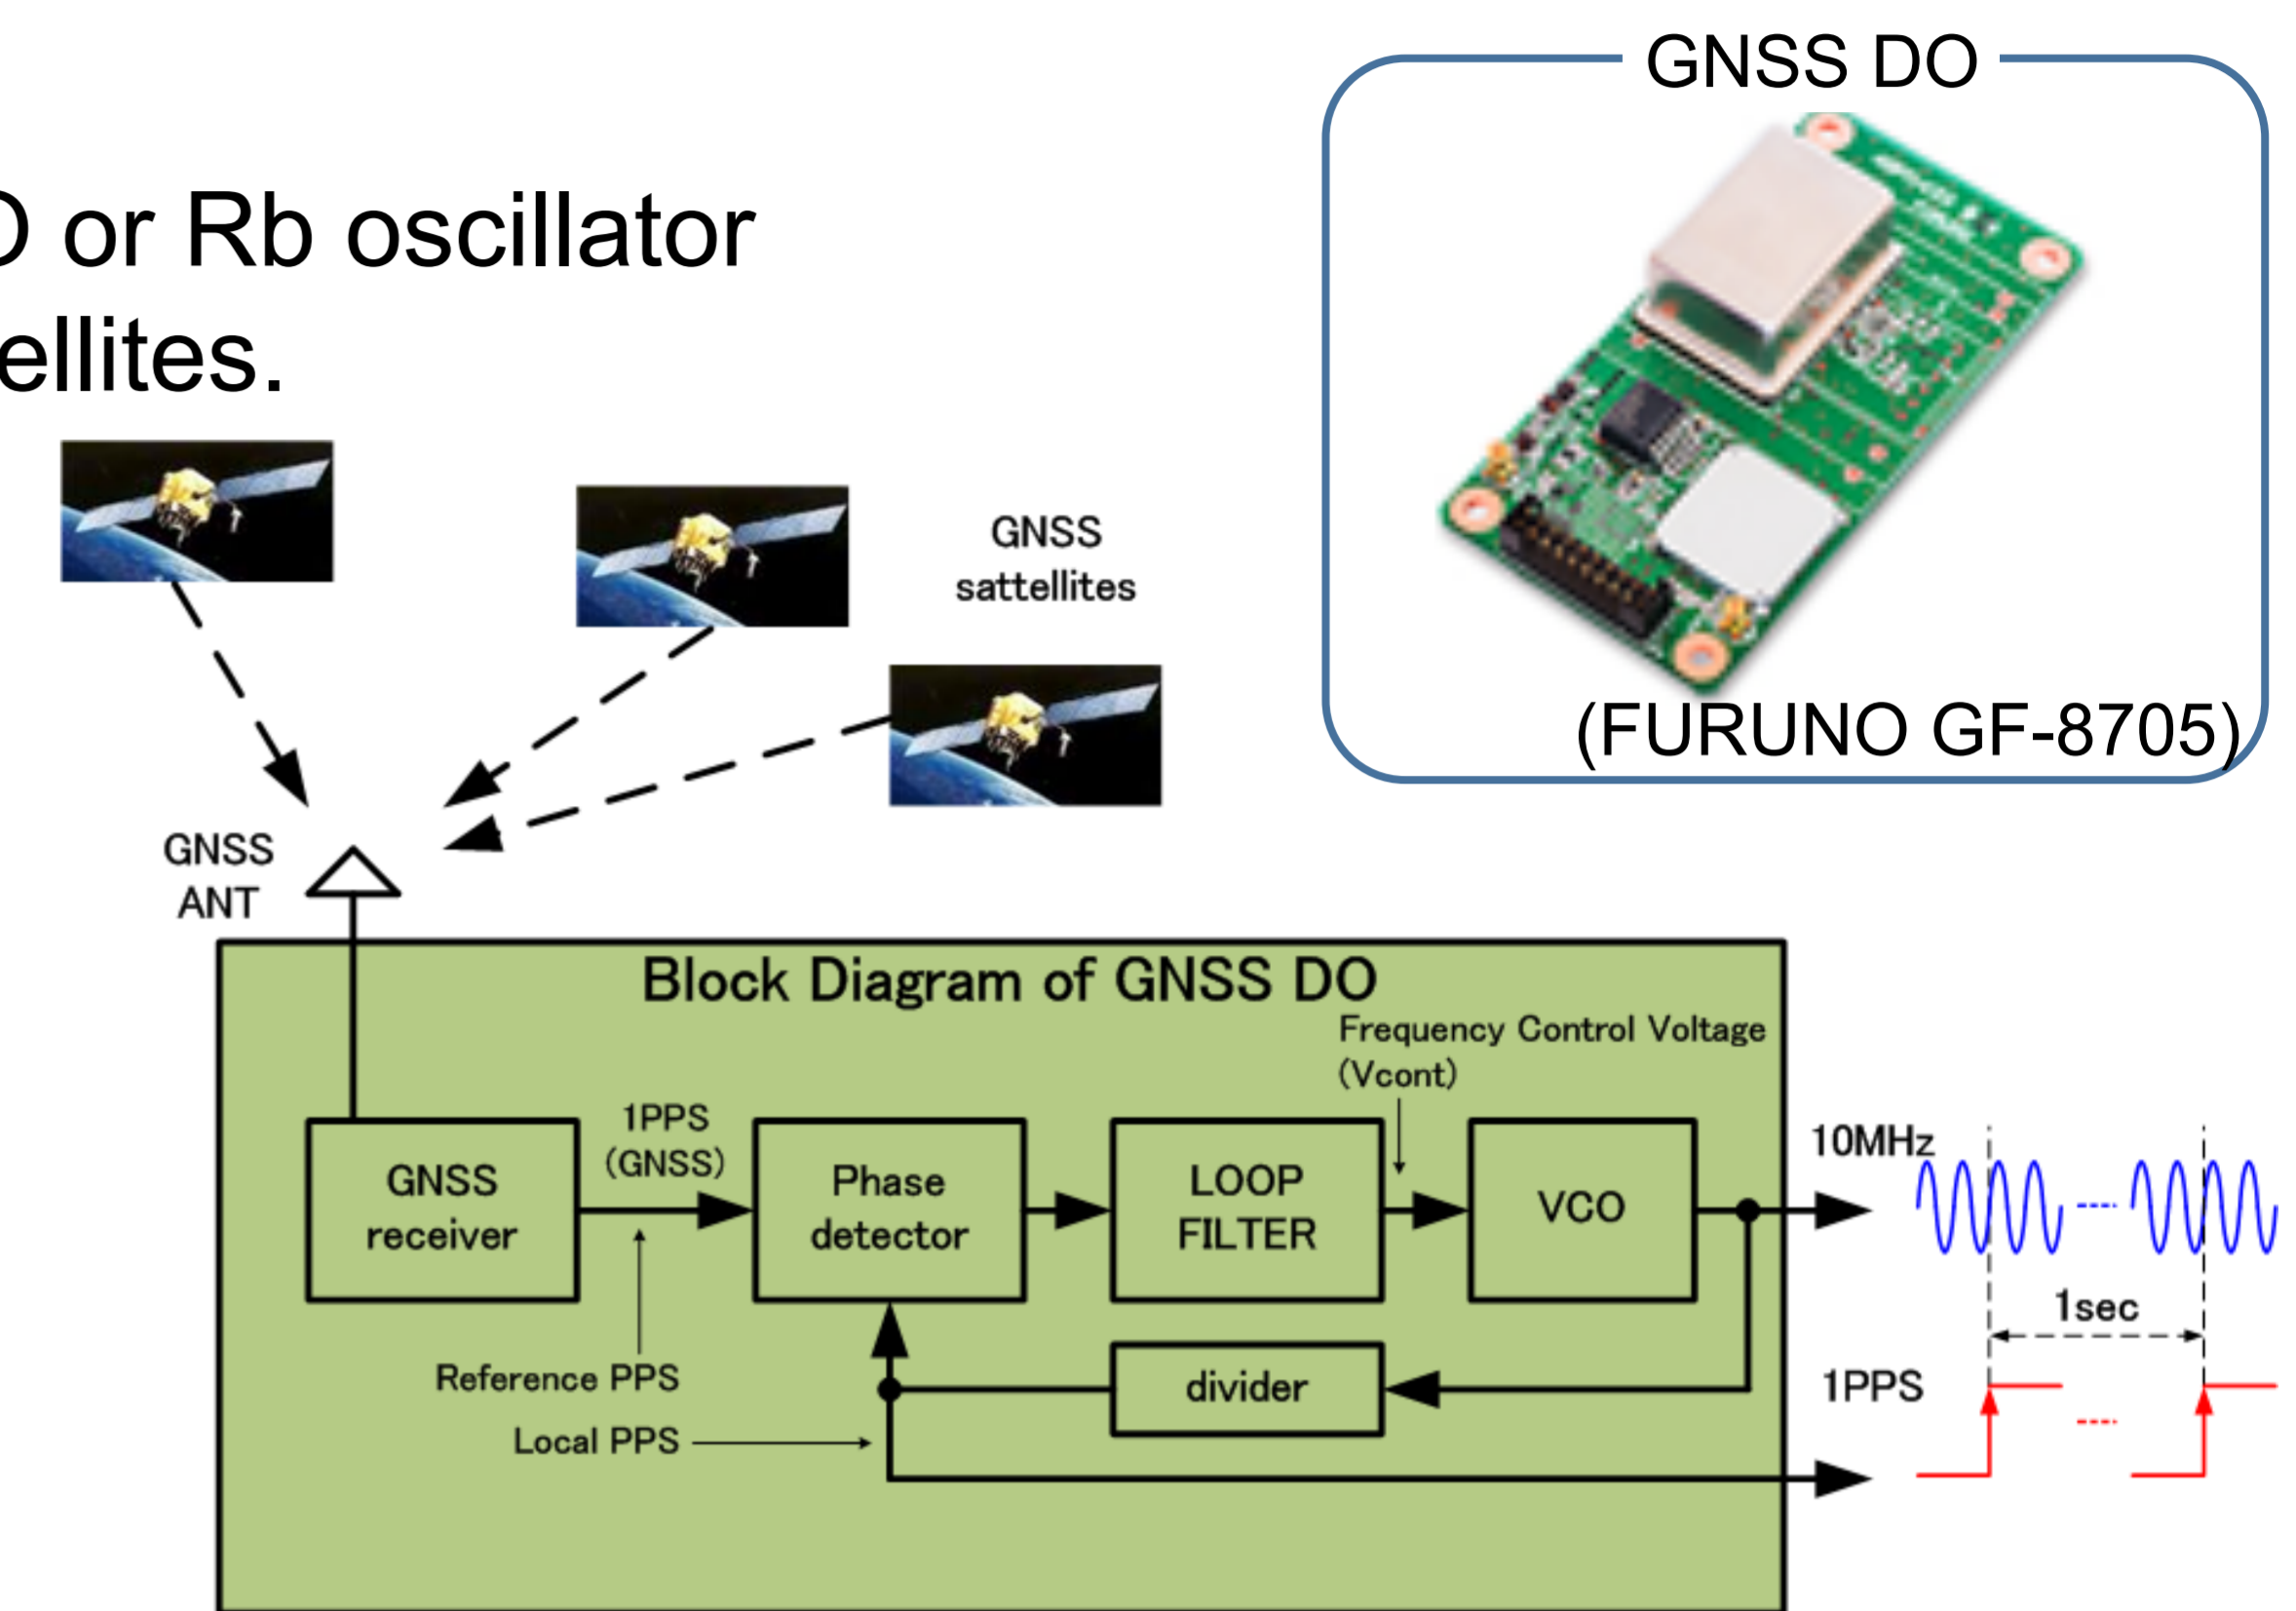 GNSS DO
O or Rb oscillator
ellites.
GNSS
sattellites
(FURUNO GF-8705)
GNSS
ANT
Block Diagram of GNSS DO
Frequency Control Voltage
(Vcont)
1PPS
(GNSS)
GNSS
receiver
Phase
detector
LOOP
FILTER
VCO
10MHz
1sec
Reference PPS
divider
1PPS
Local PPS